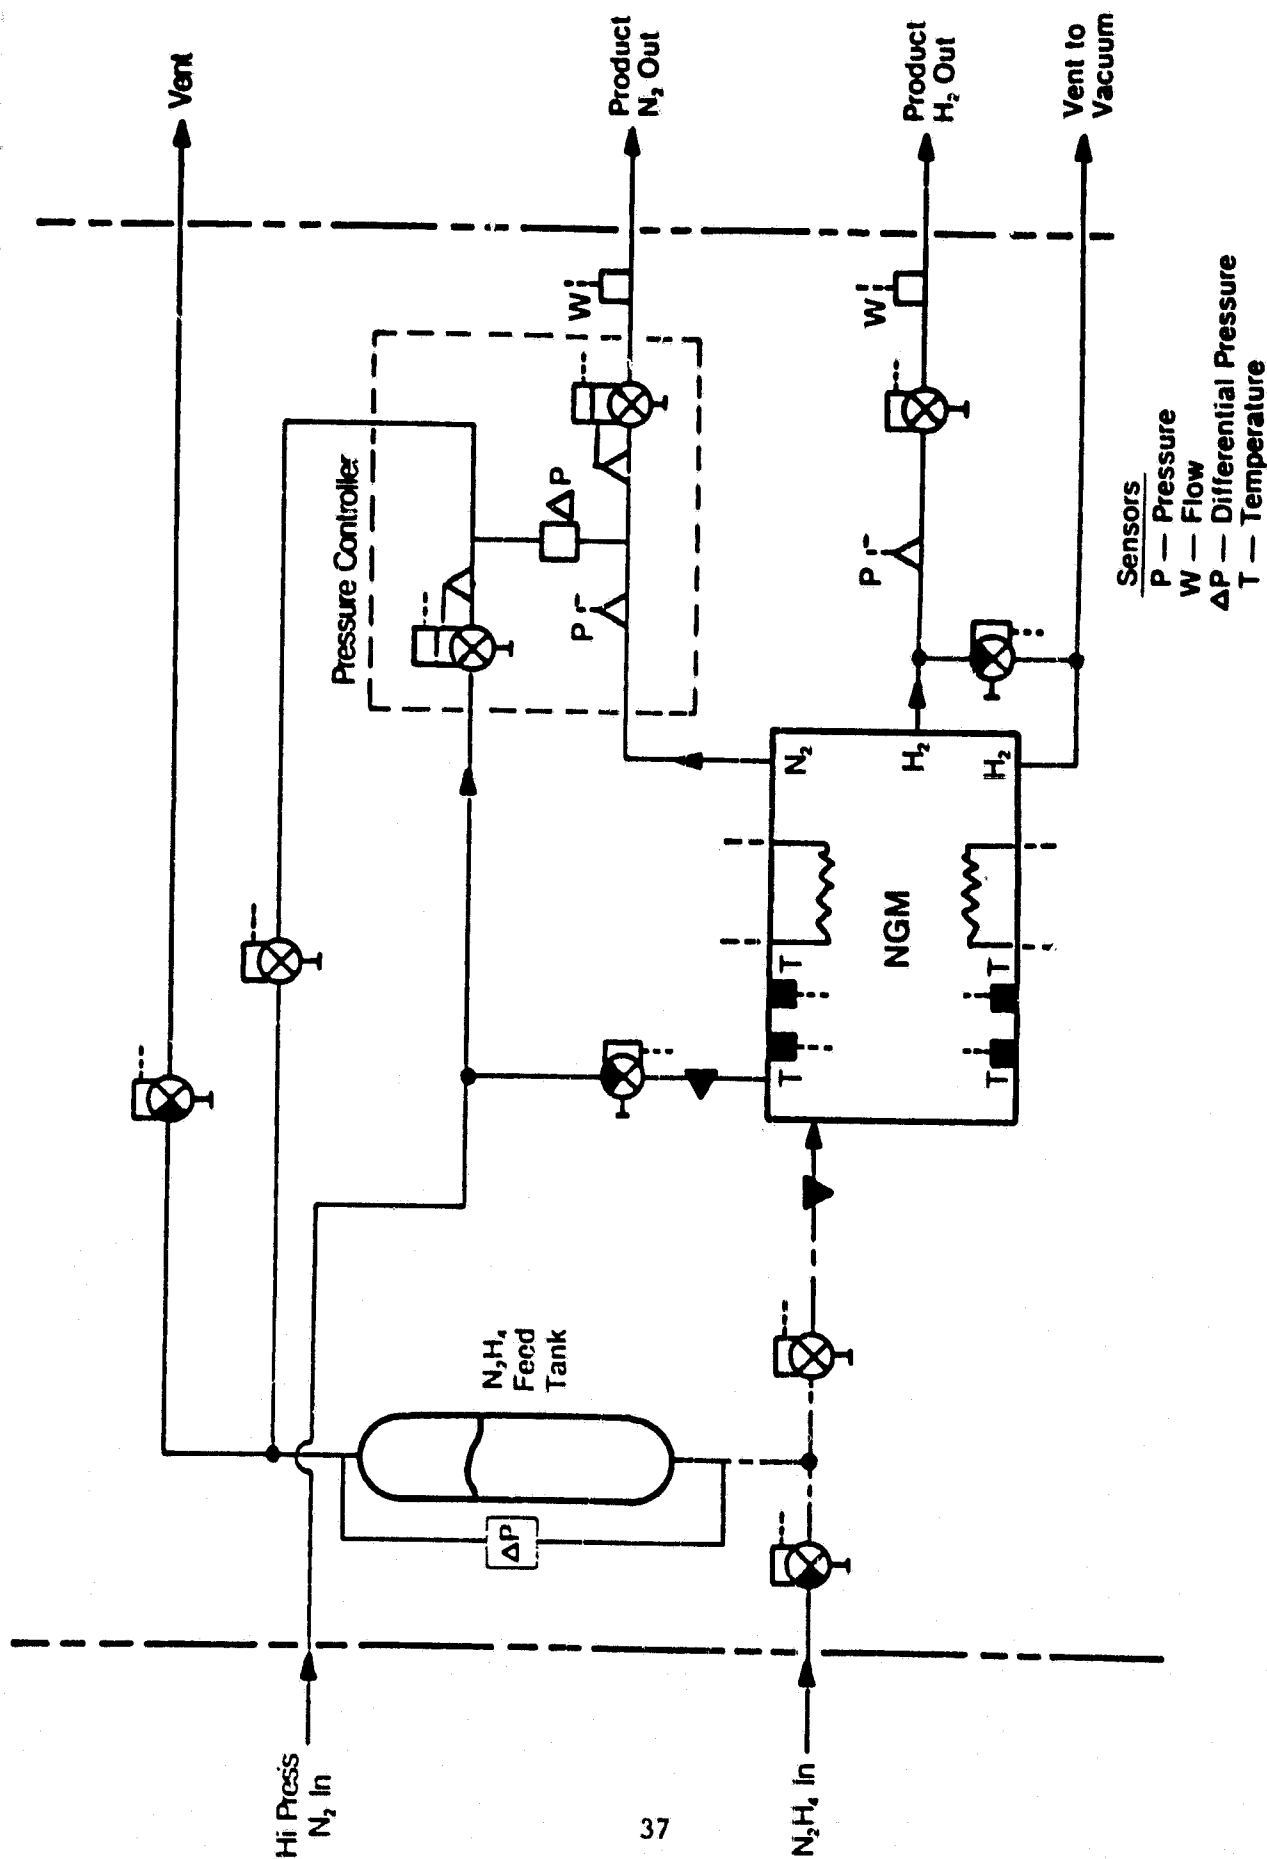 Vent
Product
N₂ Out
Product
H₂ Out
Vent to
Vacuum
W
W
Pressure Controller
ΔP
P
P
N₂
H₂
H₂
NGM
T
T
T
T
N₂H₄
Feed
Tank
ΔP
Hi Press
N₂ In
N₂H₄ In
Sensors
P — Pressure
W — Flow
ΔP — Differential Pressure
T — Temperature
37